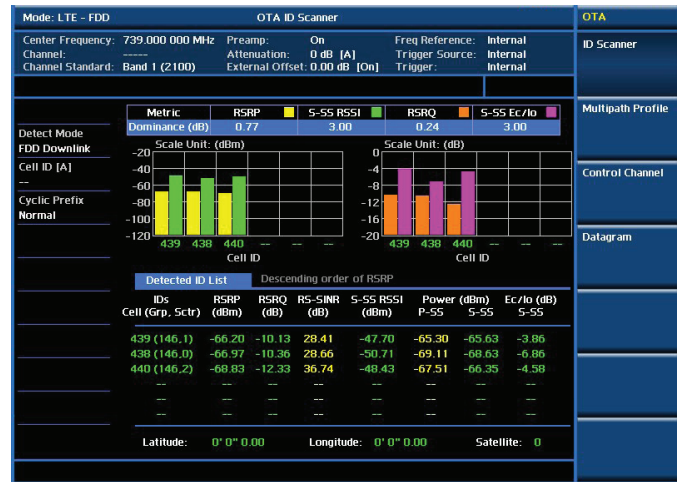 Mode: LTE - FDD OTA ID Scanner OTA
Center Frequency: 739.000 000 MHz Preamp: On Freq Reference: Internal
Channel: ----- Attenuation: 0 dB [A] Trigger Source: Internal
Channel Standard: Band 1 (2100) External Offset: 0.00 dB [On] Trigger: Internal
ID Scanner
Multipath Profile
Control Channel
Datagram
Detect Mode
FDD Downlink
Cell ID [A]
--
Cyclic Prefix
Normal
Metric RSRP S-SS RSSI RSRQ S-SS Ec/Io
Dominance (dB) 0.77 3.00 0.24 3.00
Scale Unit: (dBm) Scale Unit: (dB)
-20 0
-40 -4
-60 -8
-80 -12
-100 -16
-120 -20
439 438 440 -- -- -- 439 438 440 -- -- --
Cell ID Cell ID
Detected ID List Descending order of RSRP
IDs RSRP RSRQ RS-SINR S-SS RSSI Power (dBm) Ec/Io (dB)
Cell (Grp, Sctr) (dBm) (dB) (dB) (dBm) P-SS S-SS S-SS
439 (146,1) -66.20 -10.13 28.41 -47.70 -65.30 -65.63 -3.86
438 (146,0) -66.97 -10.36 28.66 -50.71 -69.11 -68.63 -6.86
440 (146,2) -68.83 -12.33 36.74 -48.43 -67.51 -66.35 -4.58
-- -- -- -- -- -- -- --
-- -- -- -- -- -- -- --
-- -- -- -- -- -- -- --
Latitude: 0' 0" 0.00 Longitude: 0' 0" 0.00 Satellite: 0